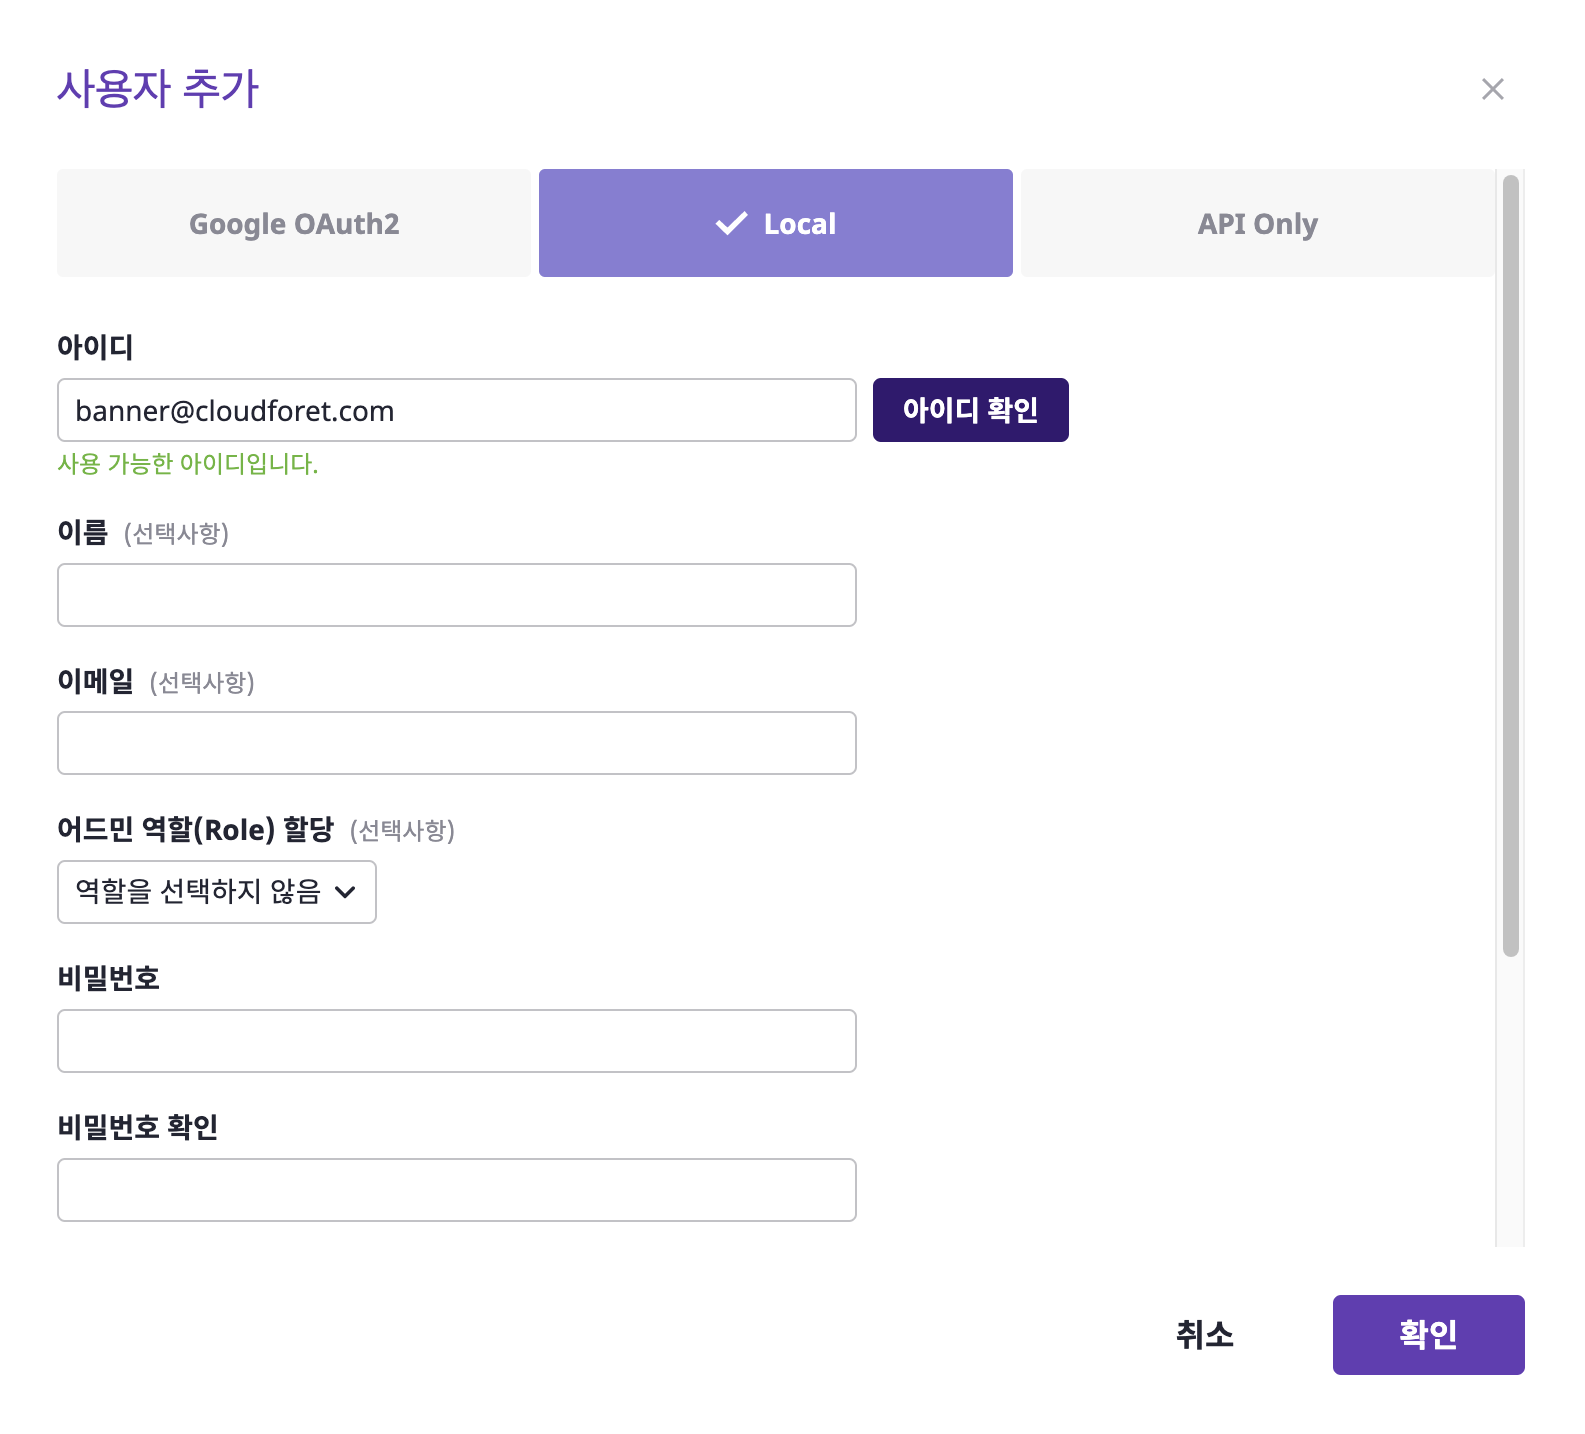 사용자 추가
Google OAuth2
Local
API Only
아이디
banner@cloudforet.com
아이디 확인
사용 가능한 아이디입니다.
이름 (선택사항)
이메일 (선택사항)
어드민 역할(Role) 할당 (선택사항)
역할을 선택하지 않음
비밀번호
비밀번호 확인
취소
확인